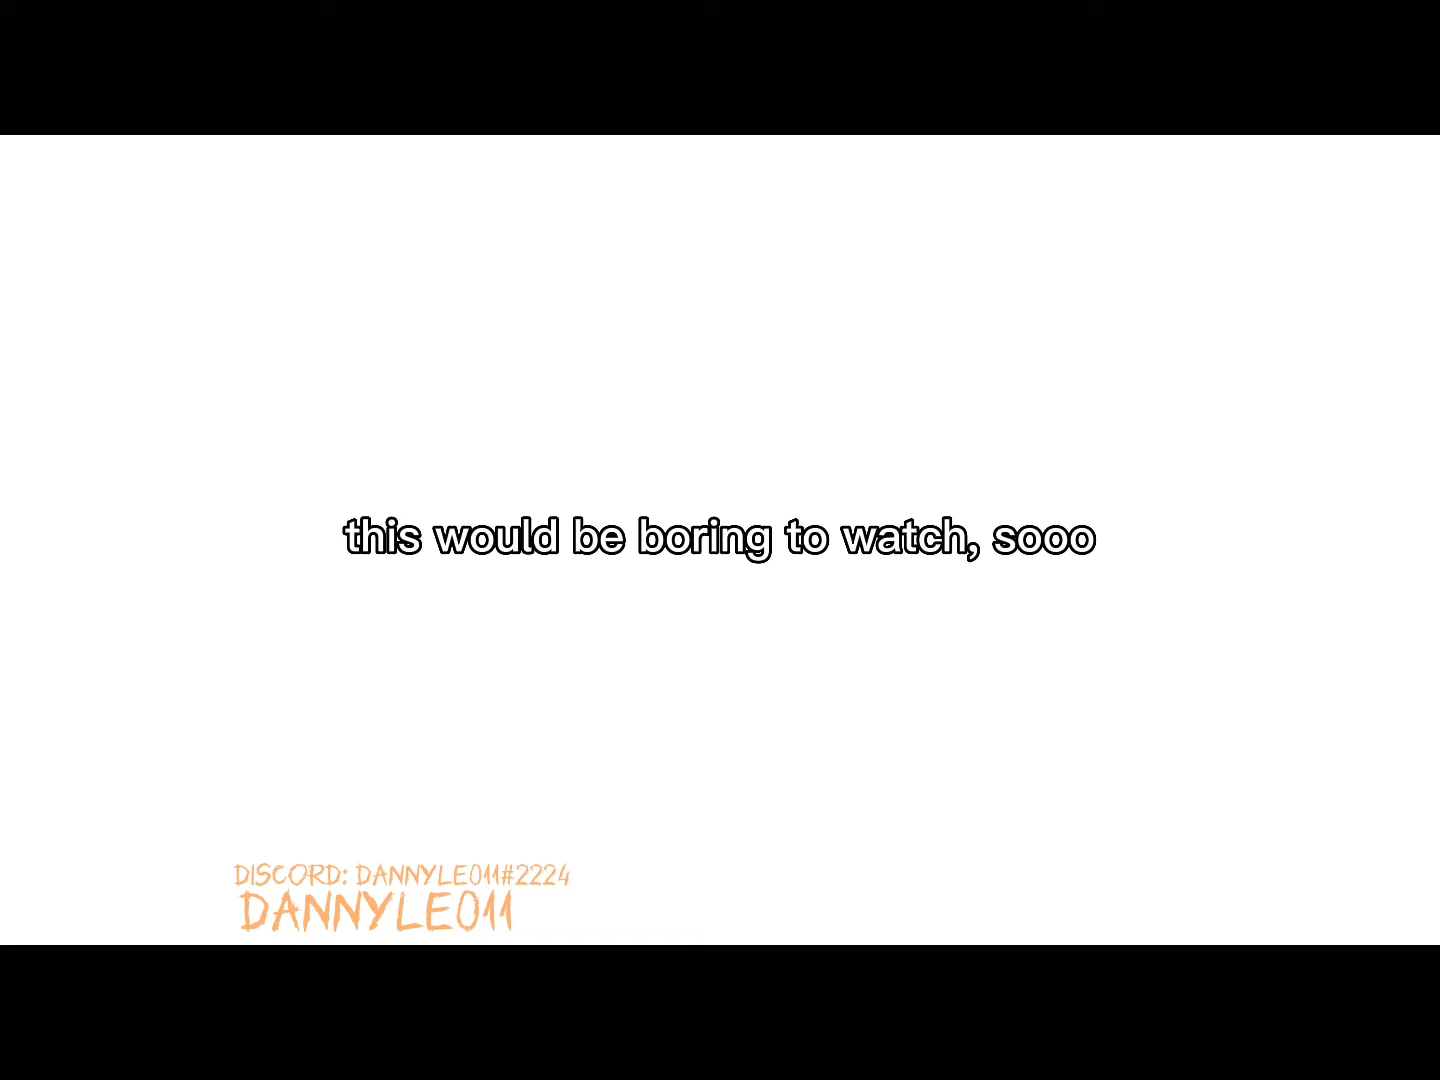 this would be boring to watch, sooo
DISCORD: DANNYLE011#2224
DANNYLE011